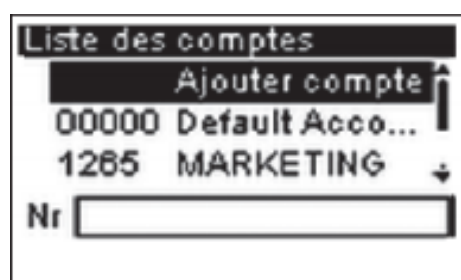 Liste des comptes
Ajouter compte
00000 Default Acco...
1265 MARKETING
Nr